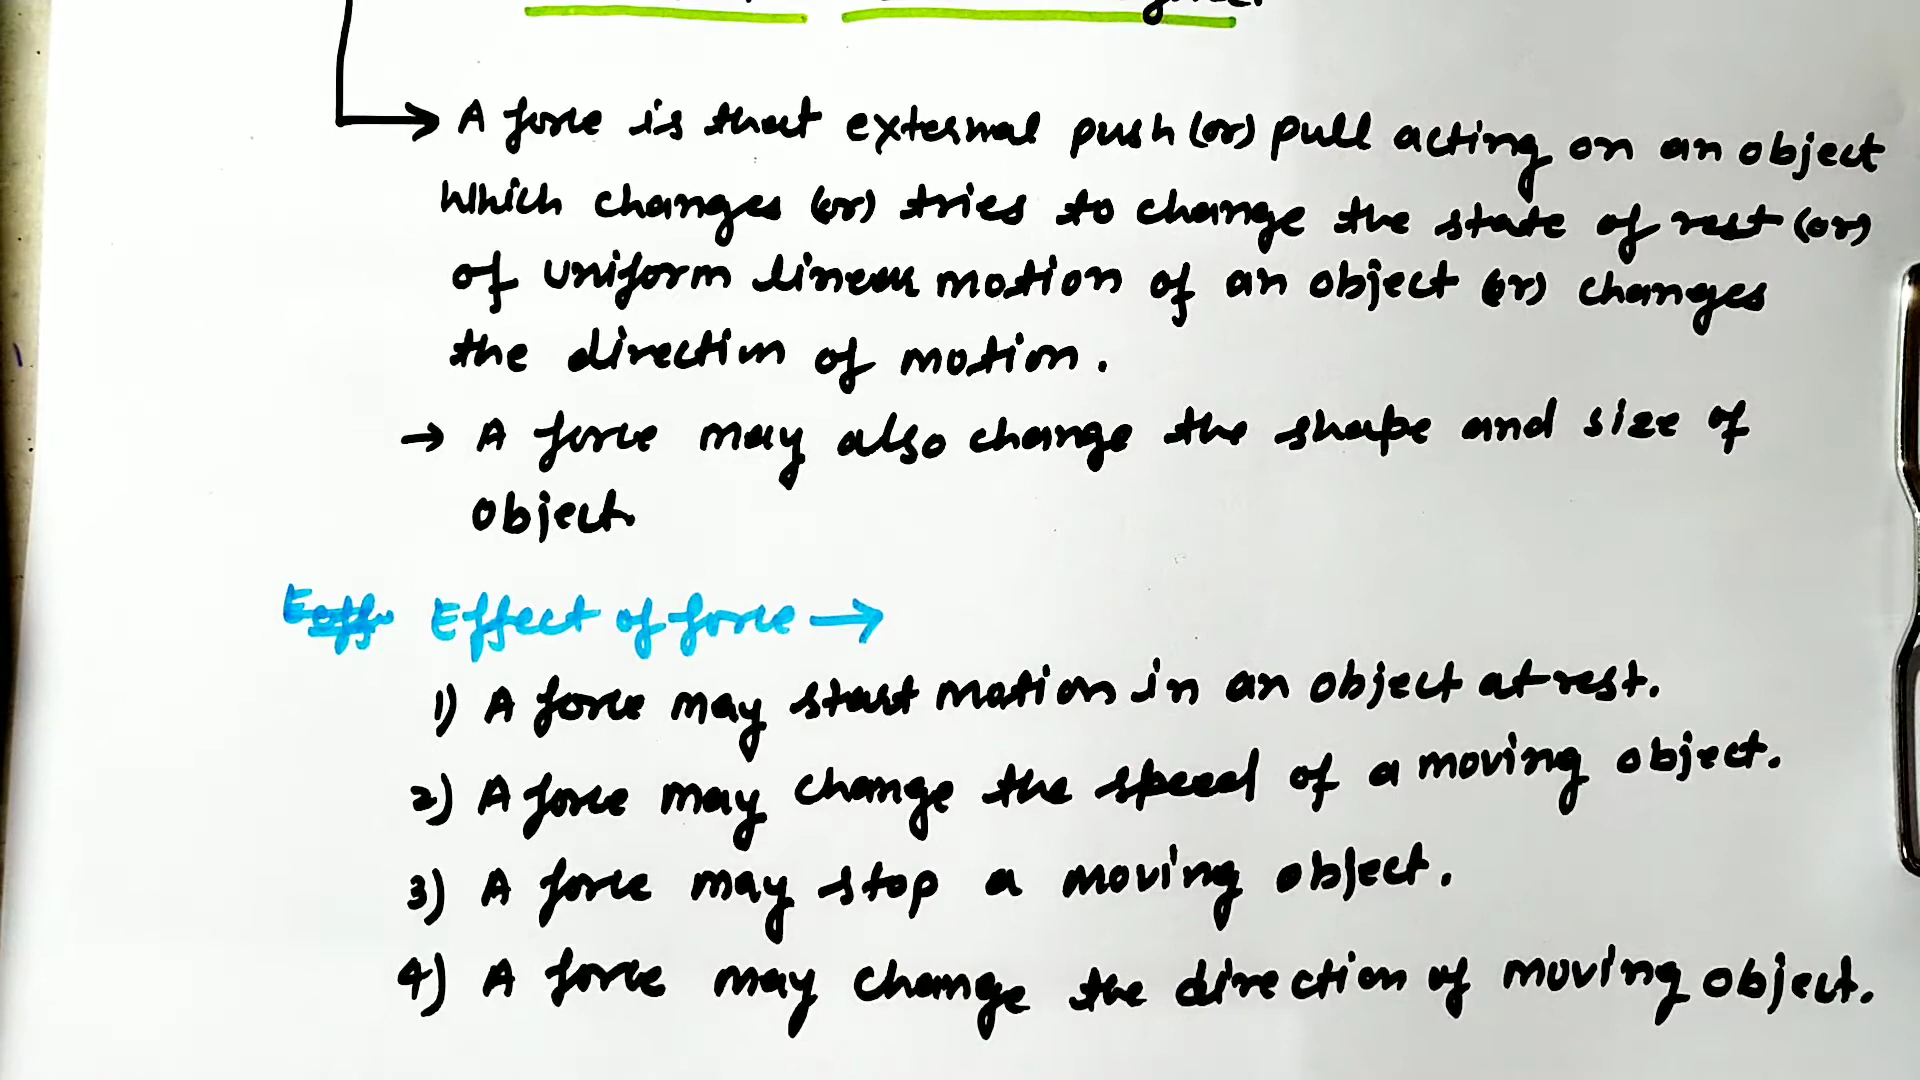 A force is that external push (or) pull acting on an object
which changes (or) tries to change the state of rest (or)
of uniform linear motion of an object (or) changes
the direction of motion.
→ A force may also change the shape and size of
object.
Effect of force →
1) A force may start motion in an object at rest.
2) A force may change the speed of a moving object.
3) A force may stop a moving object.
4) A force may change the direction of moving object.